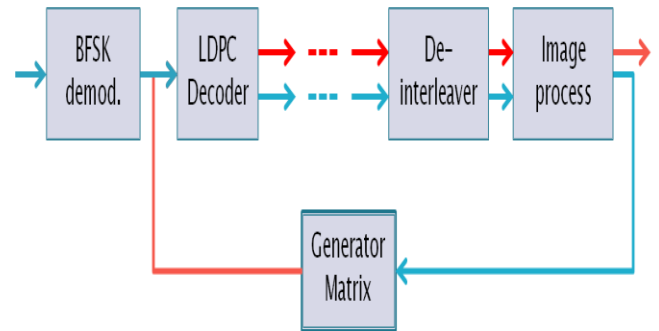 BFSK
demod.
LDPC
Decoder
De-
interleaver
Image
process
Generator
Matrix